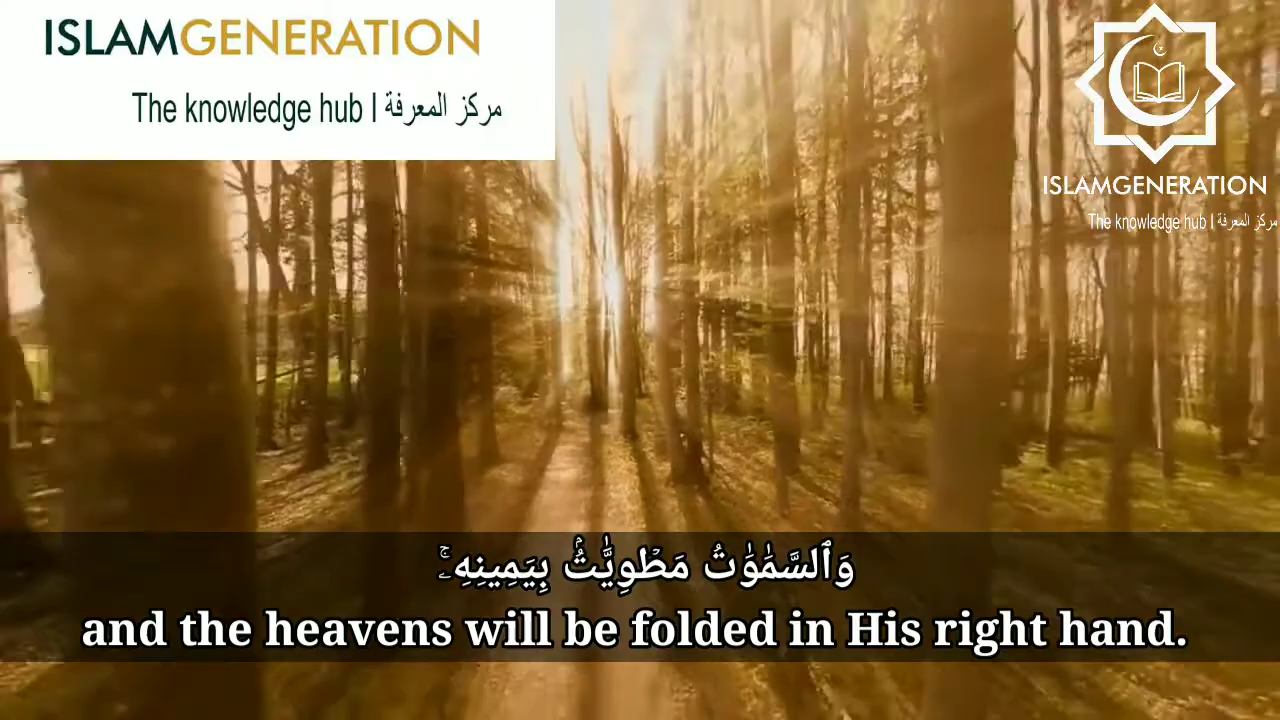 ISLAMGENERATION
The knowledge hub | مركز المعرفة
ISLAMGENERATION
The knowledge hub | مركز المعرفة
وَٱلسَّمَٰوَٰتُ مَطۡوِيَّٰتُۢ بِيَمِينِهِۦۚ
and the heavens will be folded in His right hand.